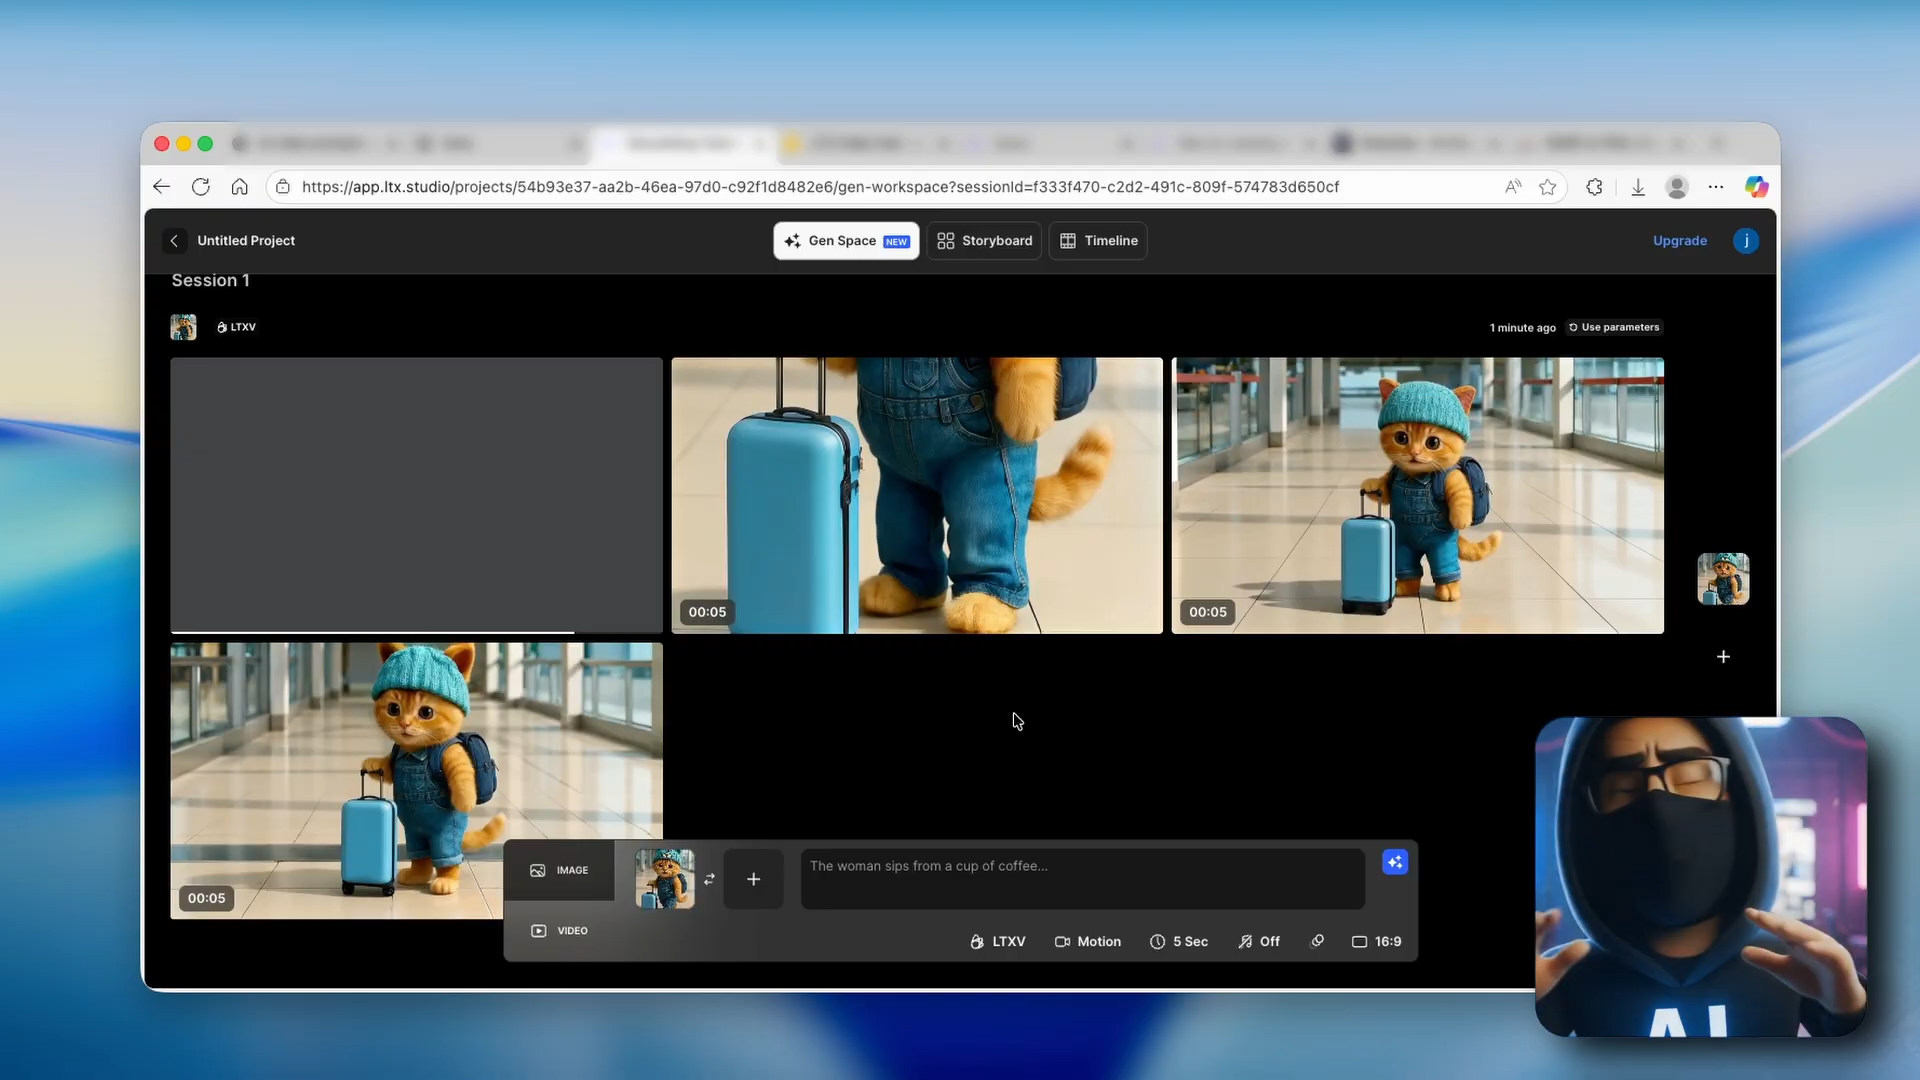 https://app.ltx.studio/projects/54b93e37-aa2b-46ea-97d0-c92f1d8482e6/gen-workspace?sessionId=f333f470-c2d2-491c-809f-574783d650cf
Untitled Project
Gen Space NEW
Storyboard
Timeline
Upgrade
j
Session 1
LTXV
1 minute ago
Use parameters
00:05
00:05
00:05
IMAGE
The woman sips from a cup of coffee...
VIDEO
LTXV
Motion
5 Sec
Off
16:9
AI